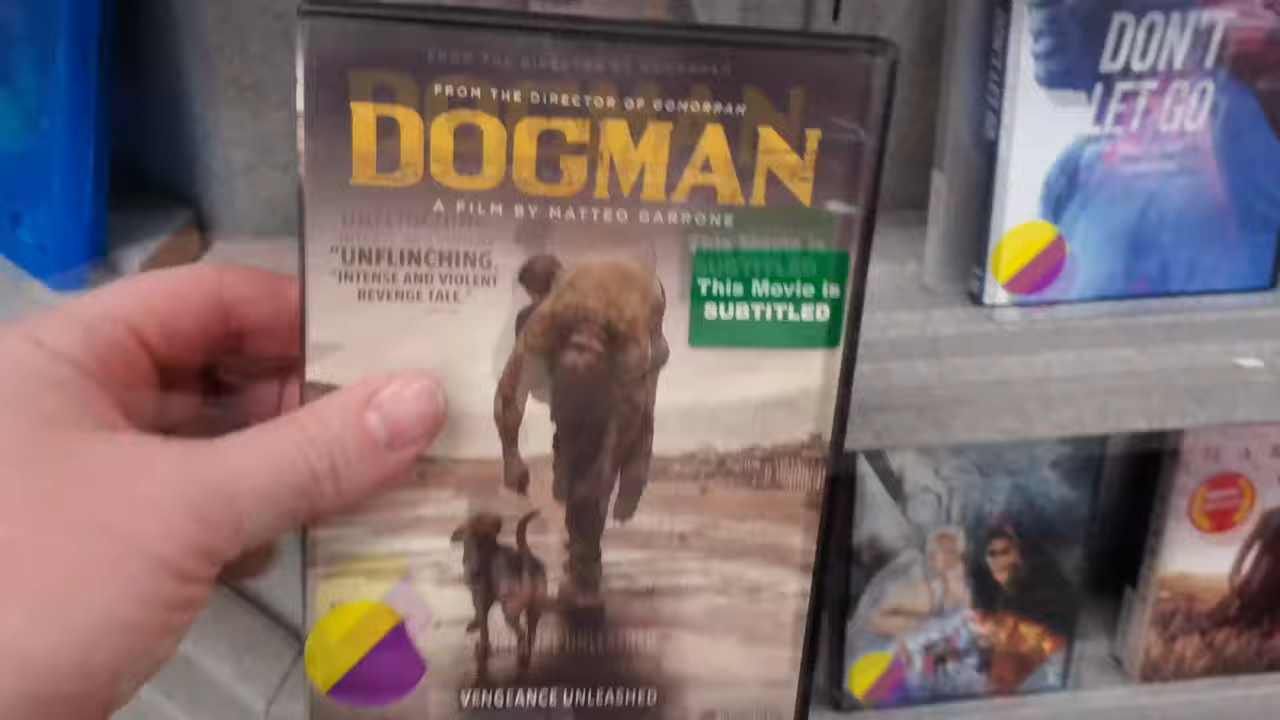 FROM THE DIRECTOR OF GOMORRAH
DOGMAN
A FILM BY MATTEO GARRONE
"UNFLINCHING.
"INTENSE AND VIOLENT
REVENGE TALE."
This Movie is
SUBTITLED
VENGEANCE UNLEASHED
DON'T
LET GO